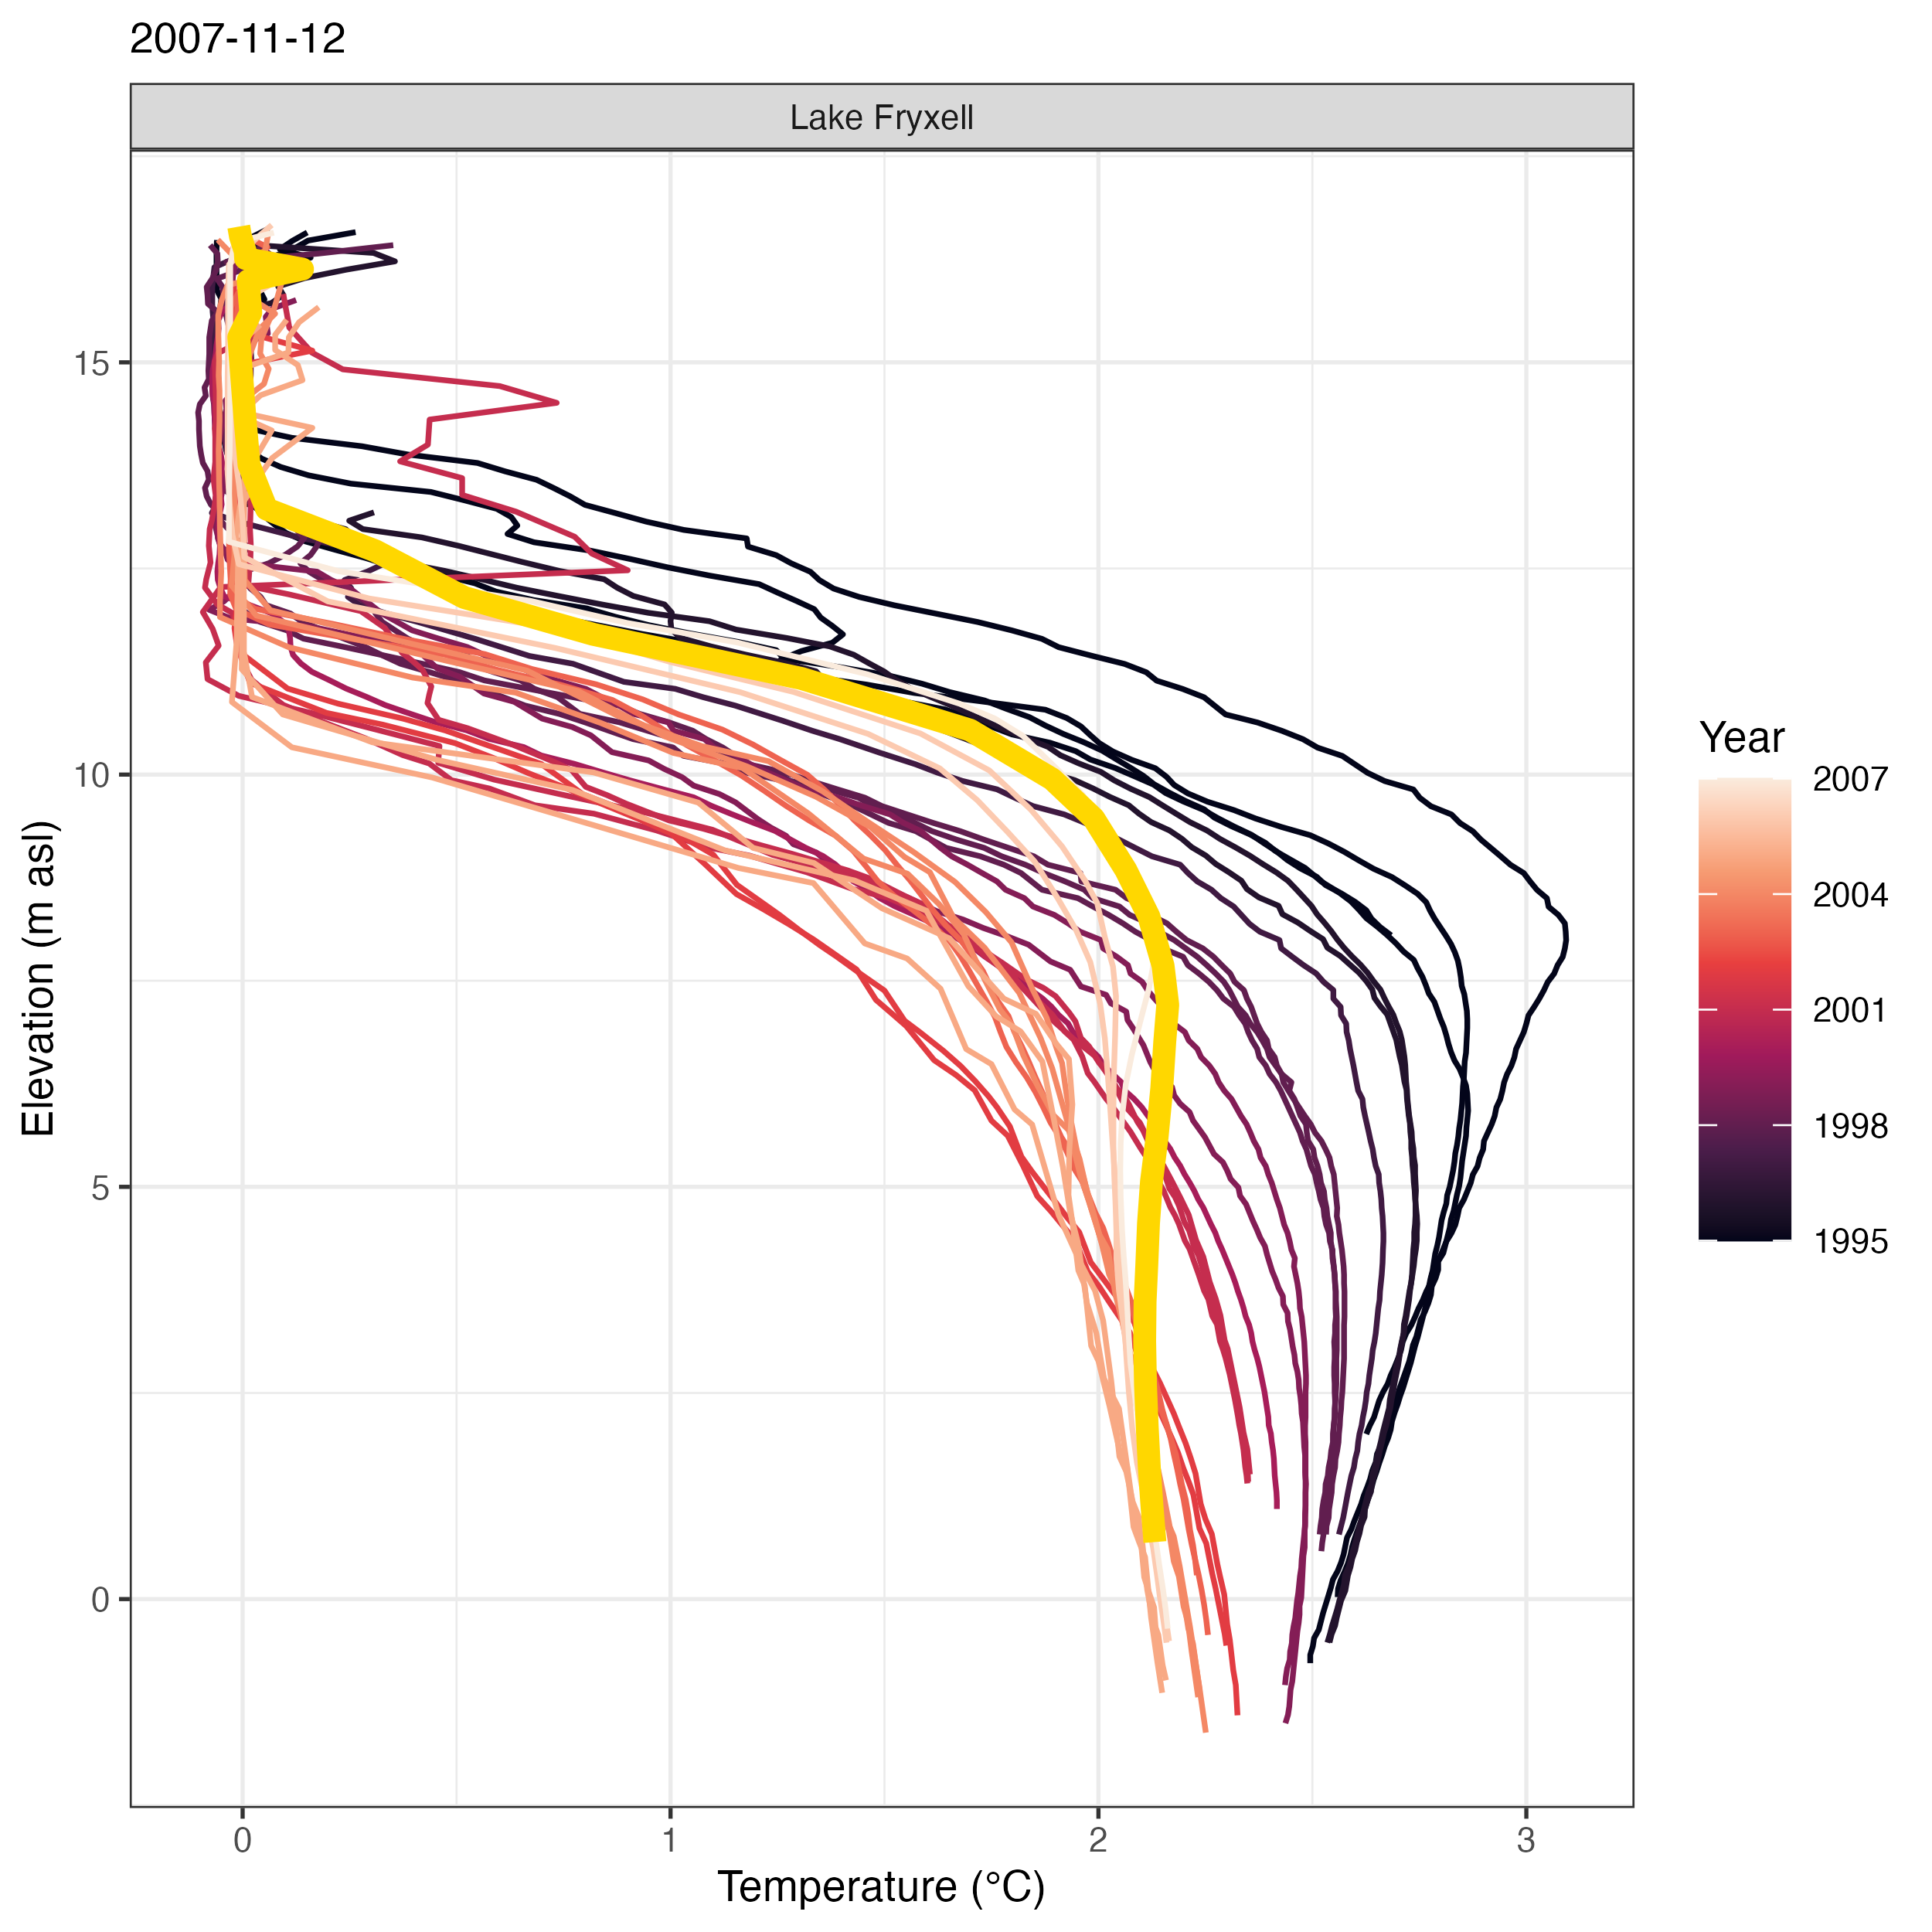 2007-11-12
Lake Fryxell
Elevation (m asl)
15
10
5
0
0 1 2 3
Temperature (°C)
Year
2007
2004
2001
1998
1995